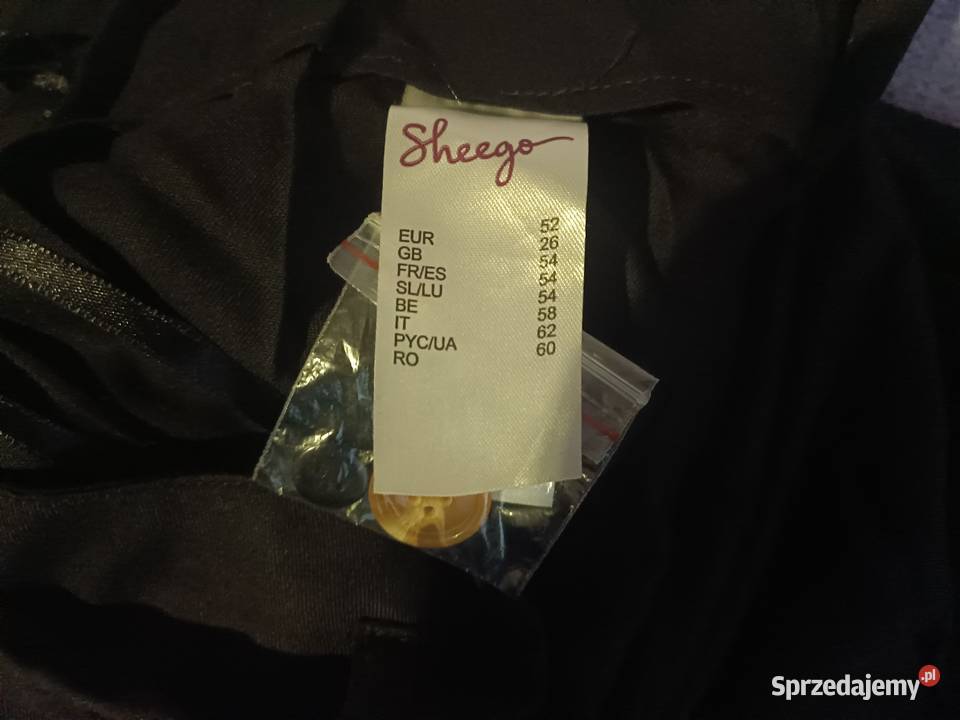 Sheego
EUR 52
GB 26
FR/ES 54
SL/LU 54
BE 54
IT 58
PYC/UA 62
RO 60
Sprzedajemy.pl